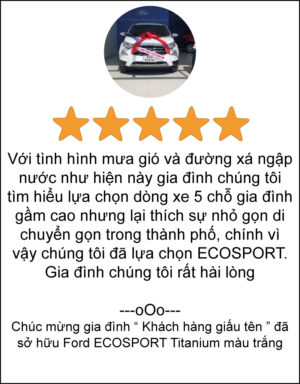 Với tình hình mưa gió và đường xá ngập
nước như hiện này gia đình chúng tôi
tìm hiểu lựa chọn dòng xe 5 chỗ gia đình
gầm cao nhưng lại thích sự nhỏ gọn di
chuyển gọn trong thành phố, chính vì
vậy chúng tôi đã lựa chọn ECOSPORT.
Gia đình chúng tôi rất hài lòng
---oOo---
Chúc mừng gia đình “ Khách hàng giấu tên ” đã
sở hữu Ford ECOSPORT Titanium màu trắng